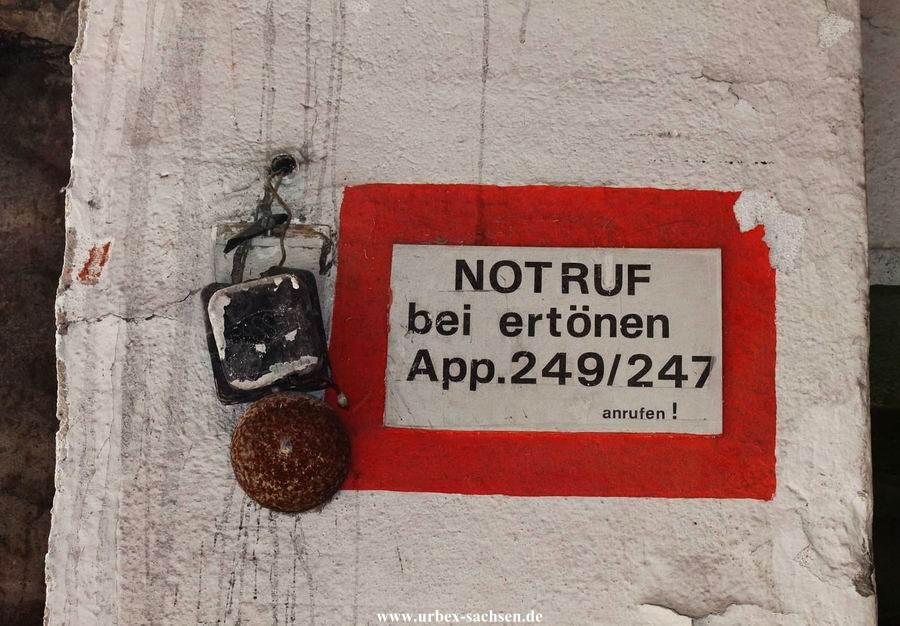 NOTRUF
bei ertönen
App.249/247
anrufen !
www.urbex-sachsen.de